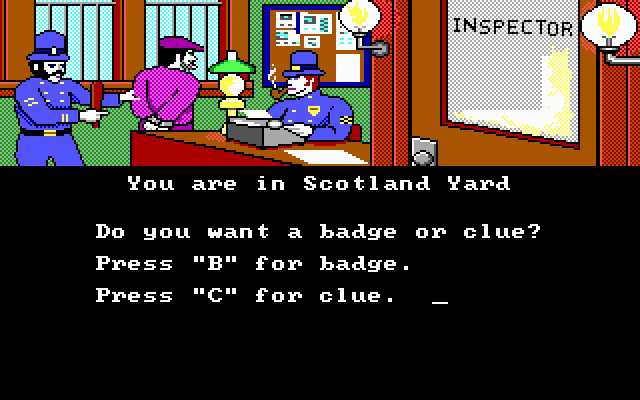 INSPECTOR
You are in Scotland Yard
Do you want a badge or clue?
Press "B" for badge.
Press "C" for clue. _